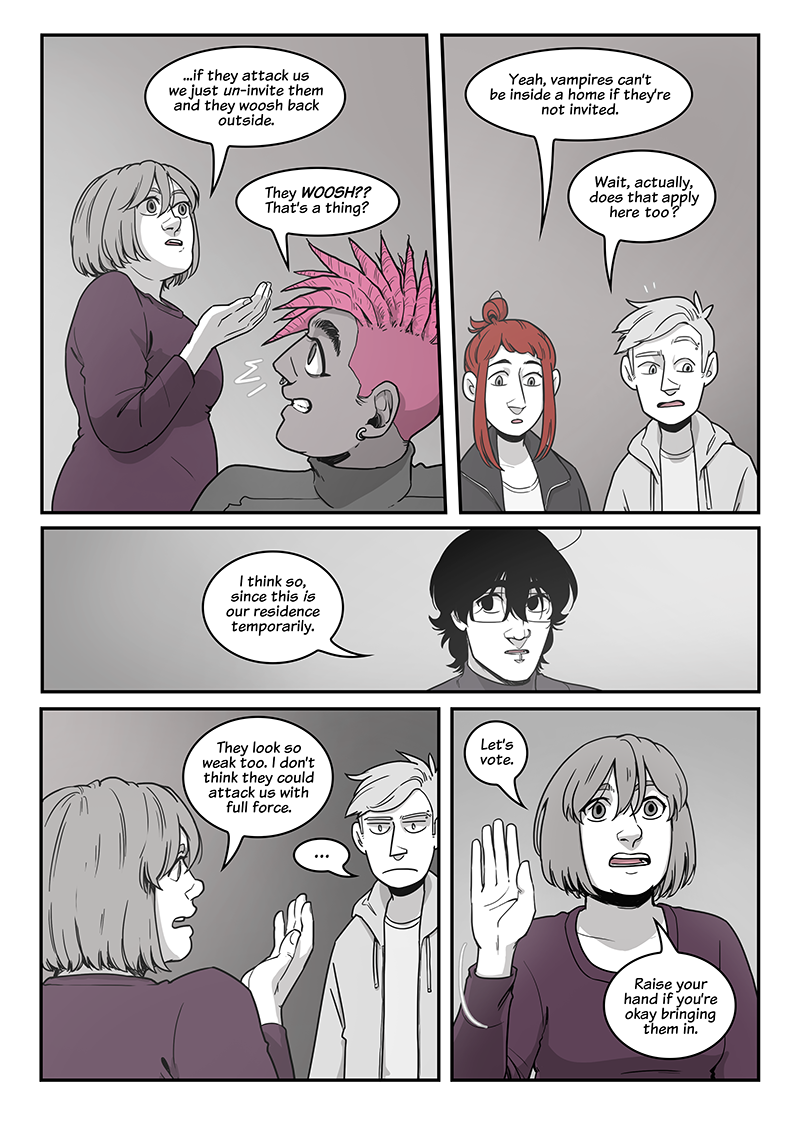 ...if they attack us
we just un-invite them
and they woosh back
outside.
They WOOSH??
That's a thing?
Yeah, vampires can't
be inside a home if they're
not invited.
Wait, actually,
does that apply
here too?
I think so,
since this is
our residence
temporarily.
They look so
weak too. I don't
think they could
attack us with
full force.
...
Let's
vote.
Raise your
hand if you're
okay bringing
them in.